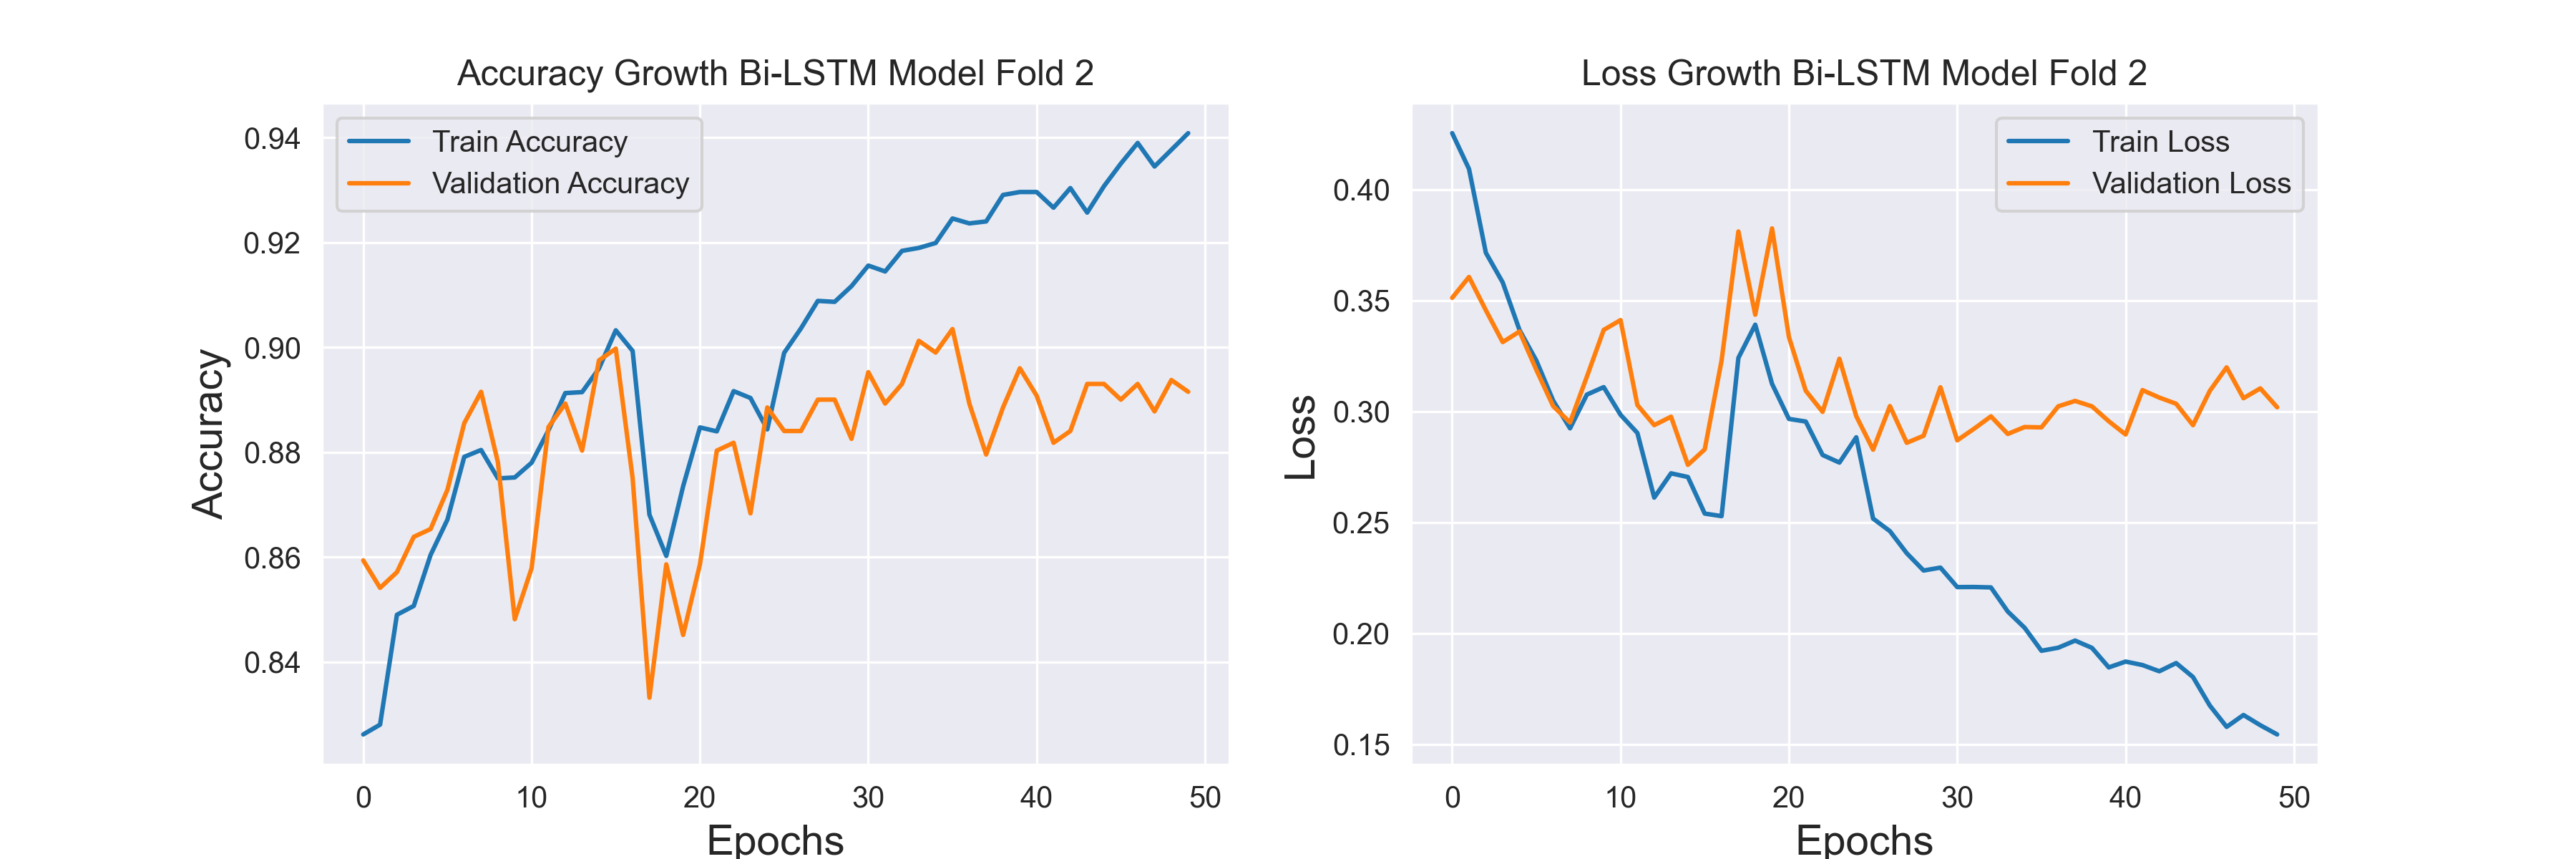 Accuracy Growth Bi-LSTM Model Fold 2
Train Accuracy
Validation Accuracy
0.94
0.92
0.90
0.88
0.86
0.84
Accuracy
0 10 20 30 40 50
Epochs
Loss Growth Bi-LSTM Model Fold 2
Train Loss
Validation Loss
0.40
0.35
0.30
0.25
0.20
0.15
Loss
0 10 20 30 40 50
Epochs